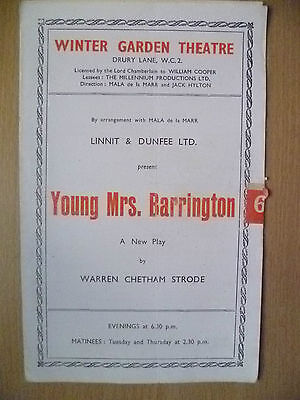 WINTER GARDEN THEATRE
DRURY LANE, W.C.2.
Licensed by the Lord Chamberlain to WILLIAM COOPER
Lessees: THE MILLENNIUM PRODUCTIONS LTD.
Direction: MALA de la MARR and JACK HYLTON
By arrangement with MALA de la MARR
LINNIT & DUNFEE LTD.
present
Young Mrs. Barrington
6
A New Play
by
WARREN CHETHAM STRODE
EVENINGS at 6.30 p.m.
MATINEES: Tuesday and Thursday at 2.30 p.m.